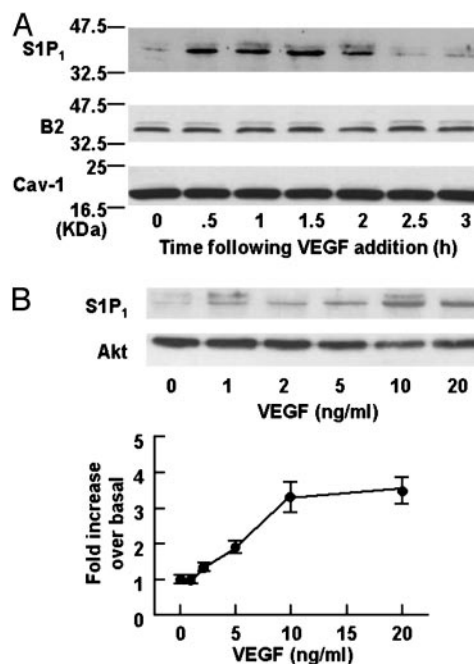 A
47.5
S1P1
32.5
47.5
B2
32.5
25
Cav-1
16.5
(KDa)
0 .5 1 1.5 2 2.5 3
Time following VEGF addition (h)
B
S1P1
Akt
0 1 2 5 10 20
VEGF (ng/ml)
Fold increase
over basal
5
4
3
2
1
0 5 10 15 20
VEGF (ng/ml)